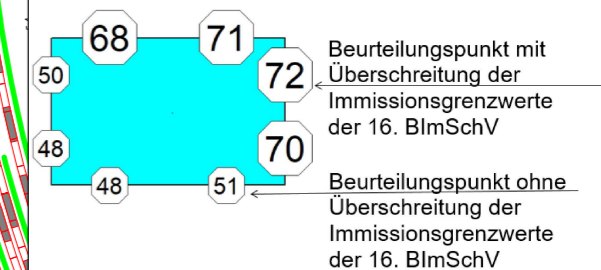 68 71
50 72
48 70
48 51
Beurteilungspunkt mit
Überschreitung der
Immissionsgrenzwerte
der 16. BImSchV
Beurteilungspunkt ohne
Überschreitung der
Immissionsgrenzwerte
der 16. BImSchV